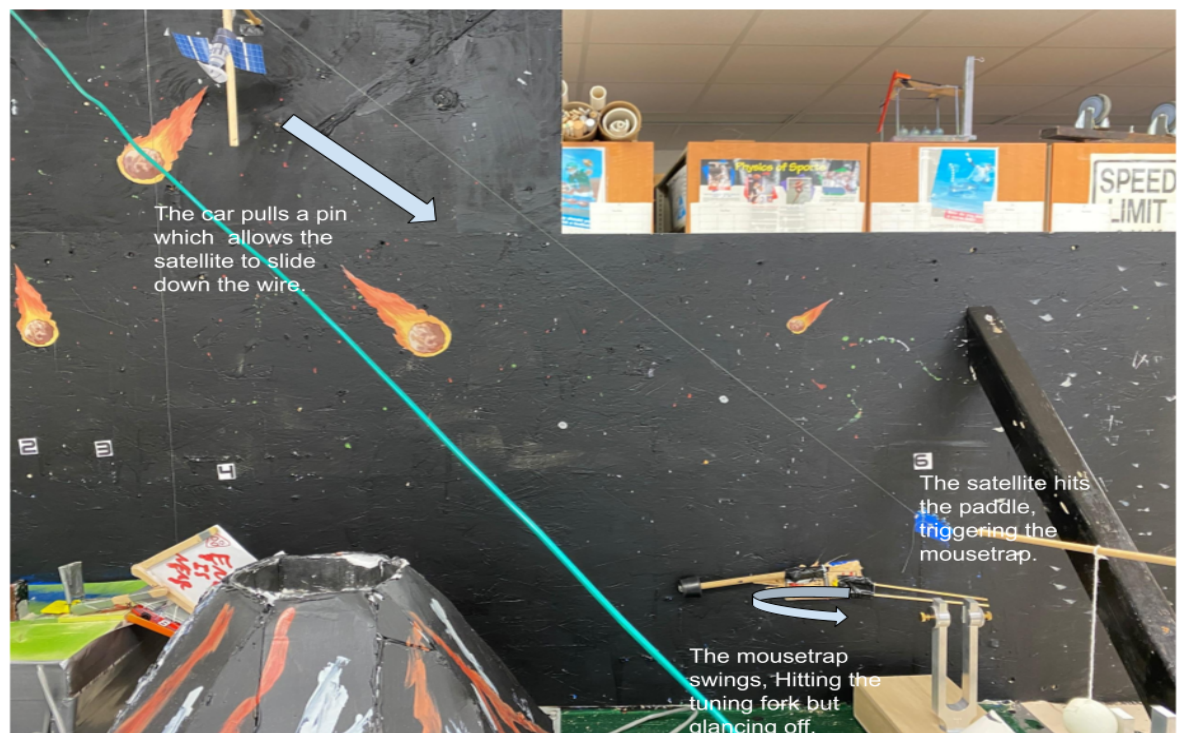 Physics of Sports
SPEED
LIMIT
The car pulls a pin
which allows the
satellite to slide
down the wire.
2
3
4
6
The satellite hits
the paddle,
triggering the
mousetrap.
IS
The mousetrap
swings, Hitting the
tuning fork but
glancing off.